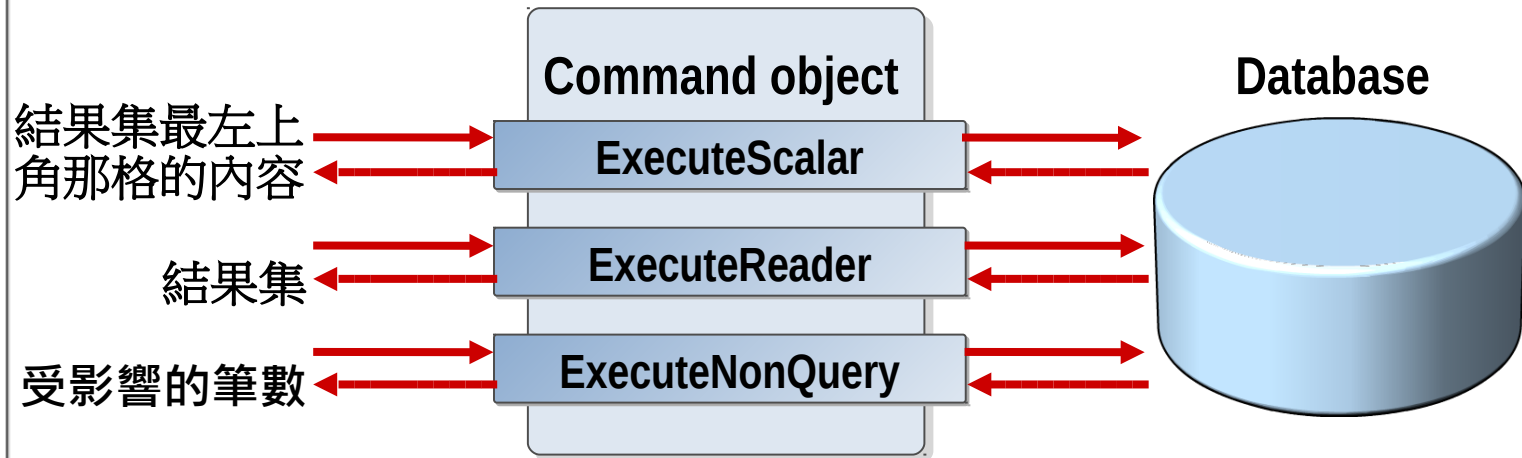 Command object
Database
結果集最左上
角那格的內容
ExecuteScalar
結果集
ExecuteReader
受影響的筆數
ExecuteNonQuery